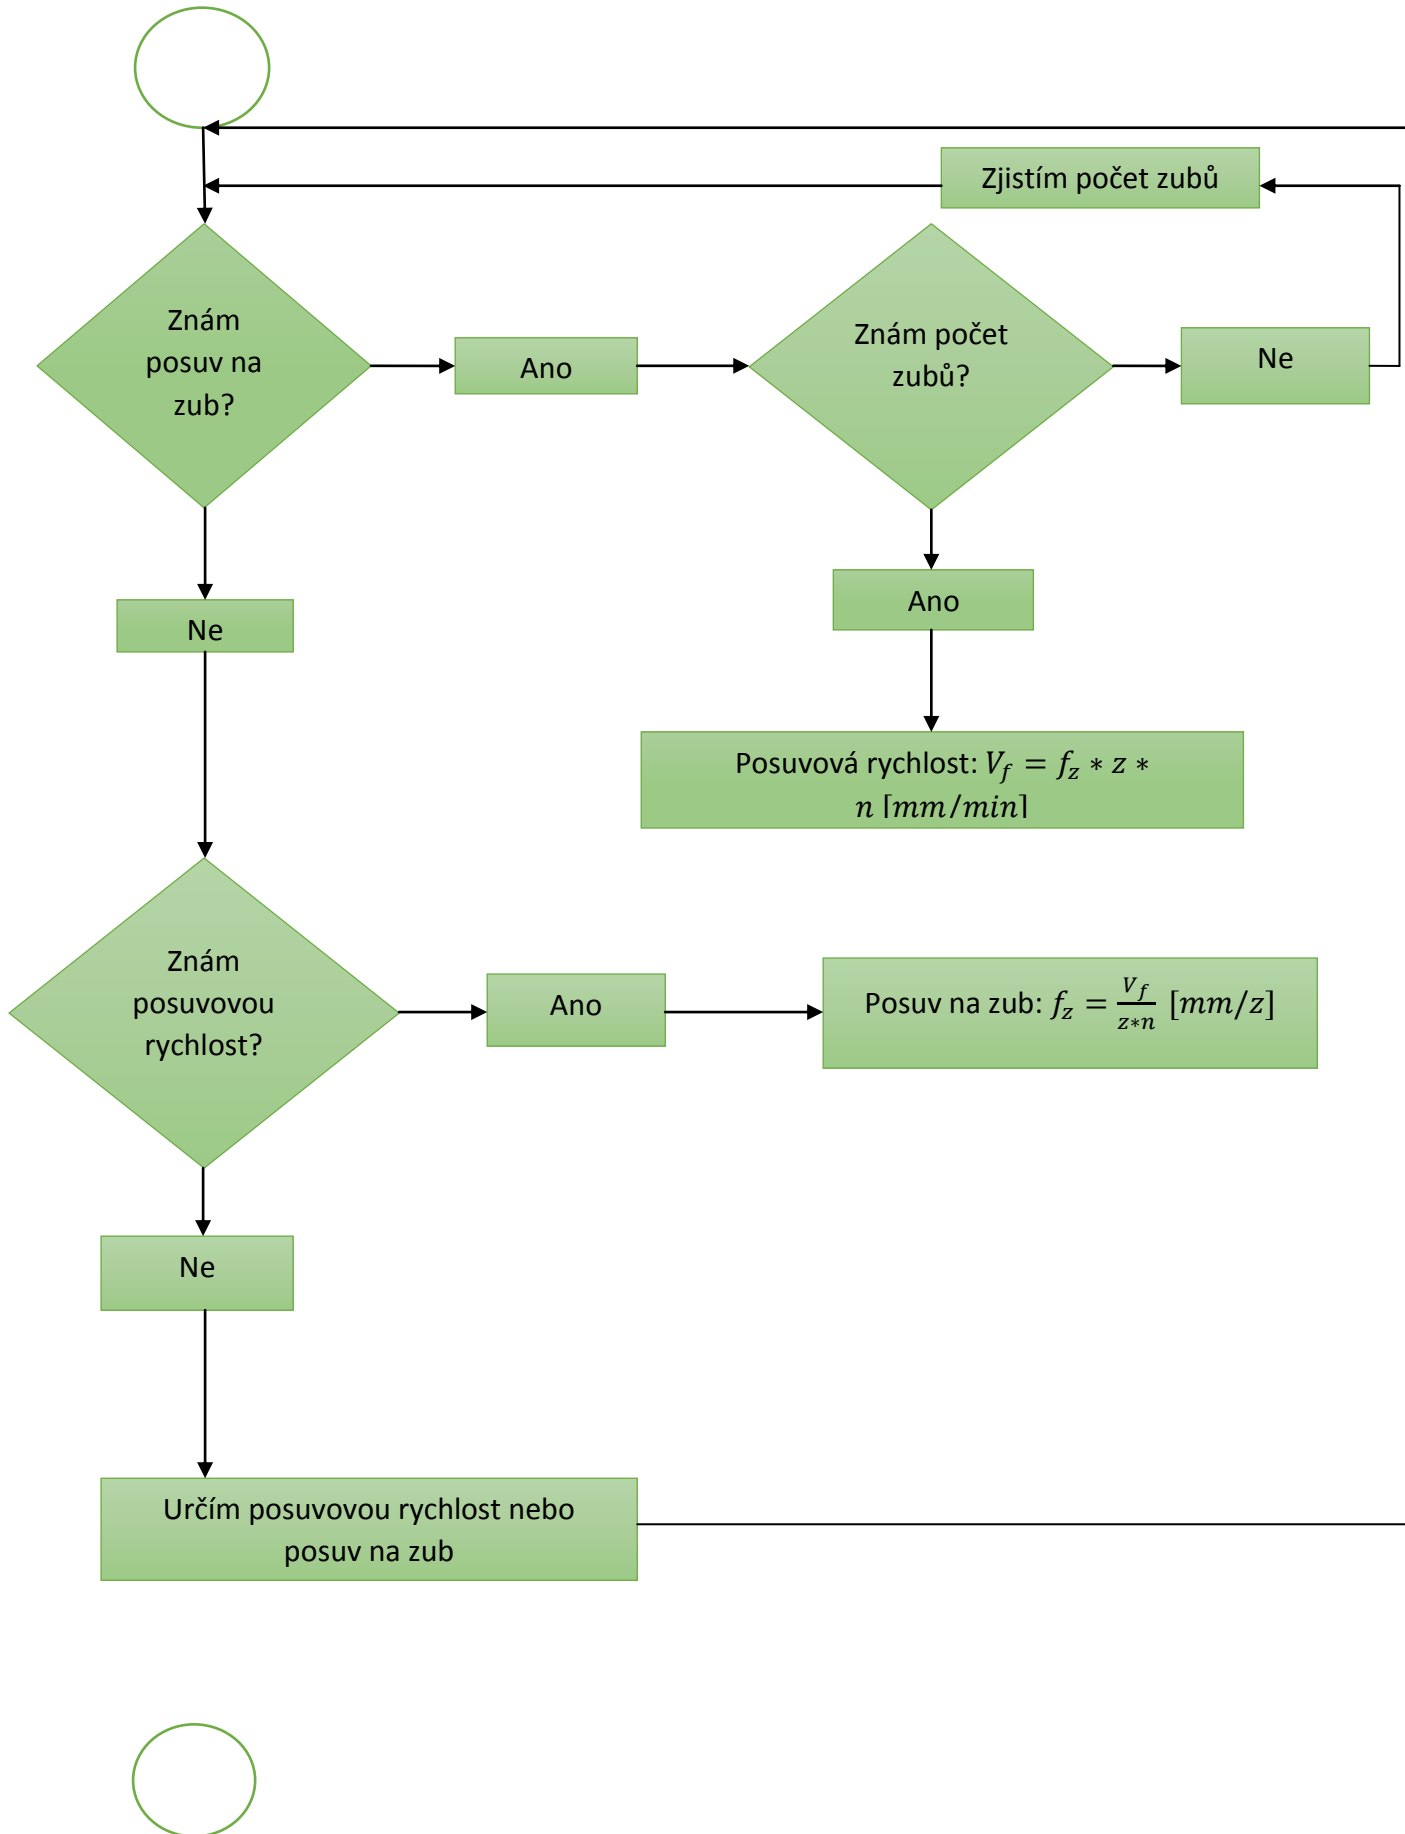 Zjistím počet zubů
Znám
posuv na
zub?
Ano
Znám počet
zubů?
Ne
Ne
Ano
Posuvová rychlost: $V_f = f_z * z *$
$n\ [mm/min]$
Znám
posuvovou
rychlost?
Ano
Posuv na zub: $f_z = \frac{V_f}{z*n}\ [mm/z]$
Ne
Určím posuvovou rychlost nebo
posuv na zub